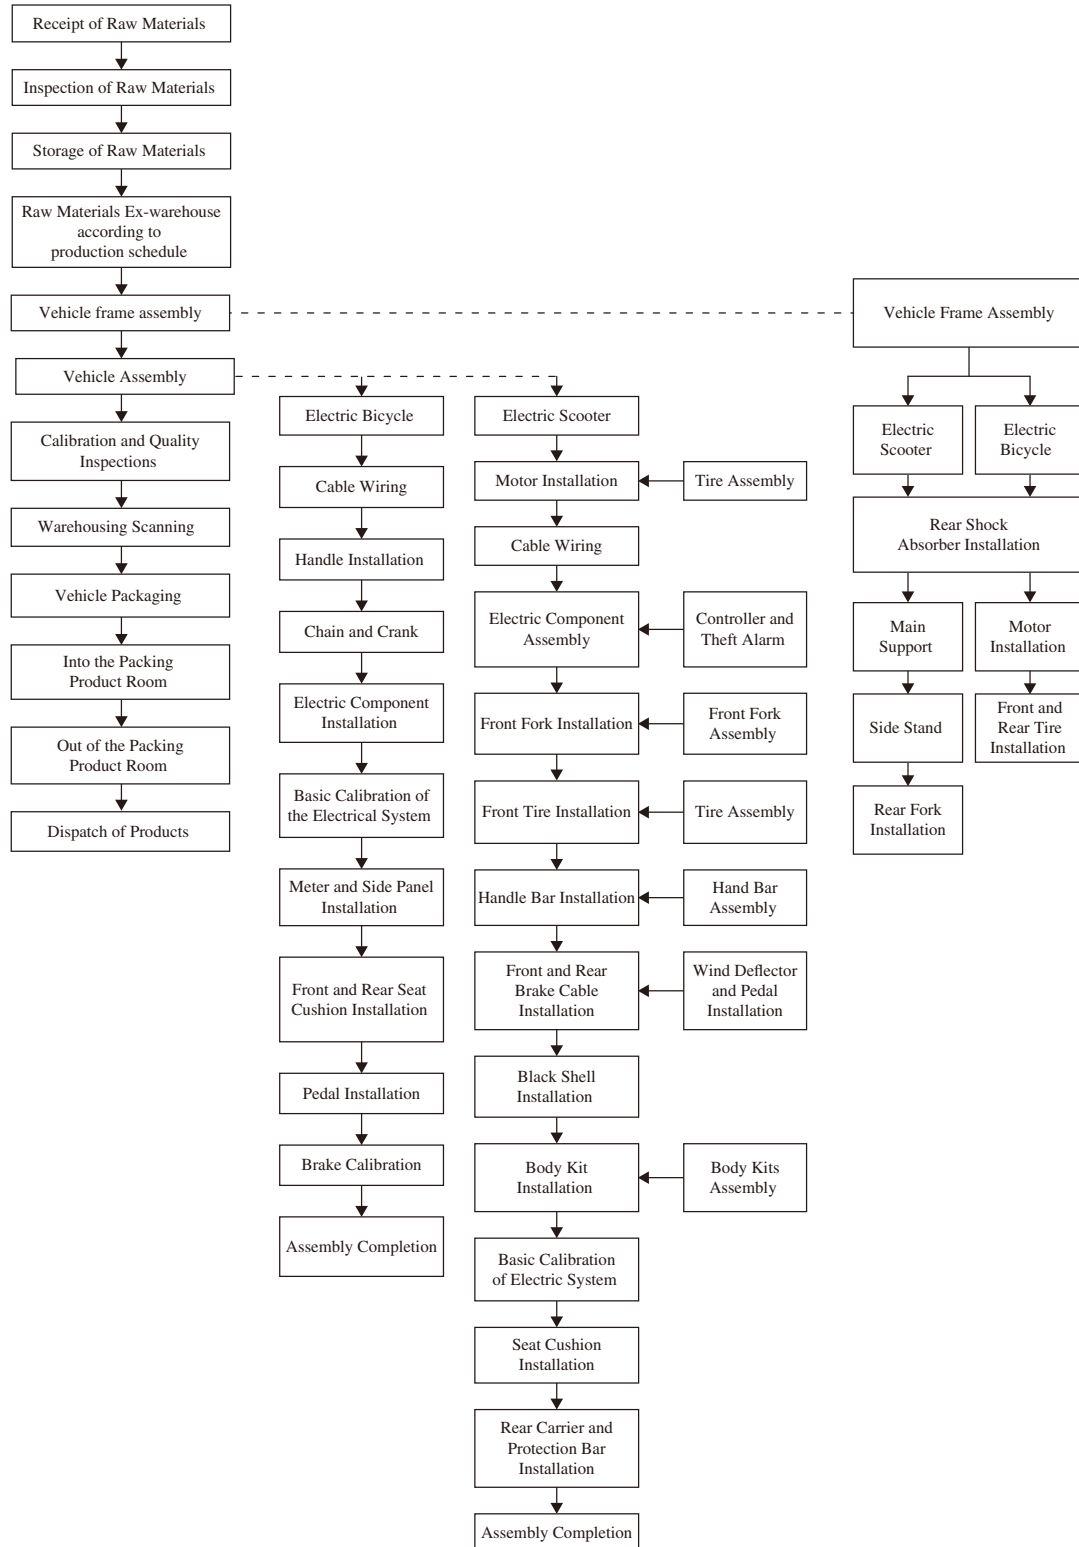 Receipt of Raw Materials
Inspection of Raw Materials
Storage of Raw Materials
Raw Materials Ex-warehouse
according to
production schedule
Vehicle frame assembly
Vehicle Assembly
Calibration and Quality
Inspections
Warehousing Scanning
Vehicle Packaging
Into the Packing
Product Room
Out of the Packing
Product Room
Dispatch of Products
Electric Bicycle
Cable Wiring
Handle Installation
Chain and Crank
Electric Component
Installation
Basic Calibration of
the Electrical System
Meter and Side Panel
Installation
Front and Rear Seat
Cushion Installation
Pedal Installation
Brake Calibration
Assembly Completion
Electric Scooter
Motor Installation
Cable Wiring
Electric Component
Assembly
Front Fork Installation
Front Tire Installation
Handle Bar Installation
Front and Rear
Brake Cable
Installation
Black Shell
Installation
Body Kit
Installation
Basic Calibration
of Electric System
Seat Cushion
Installation
Rear Carrier and
Protection Bar
Installation
Assembly Completion
Tire Assembly
Controller and
Theft Alarm
Front Fork
Assembly
Tire Assembly
Hand Bar
Assembly
Wind Deflector
and Pedal
Installation
Body Kits
Assembly
Vehicle Frame Assembly
Electric
Scooter
Electric
Bicycle
Rear Shock
Absorber Installation
Main
Support
Side Stand
Rear Fork
Installation
Motor
Installation
Front and
Rear Tire
Installation